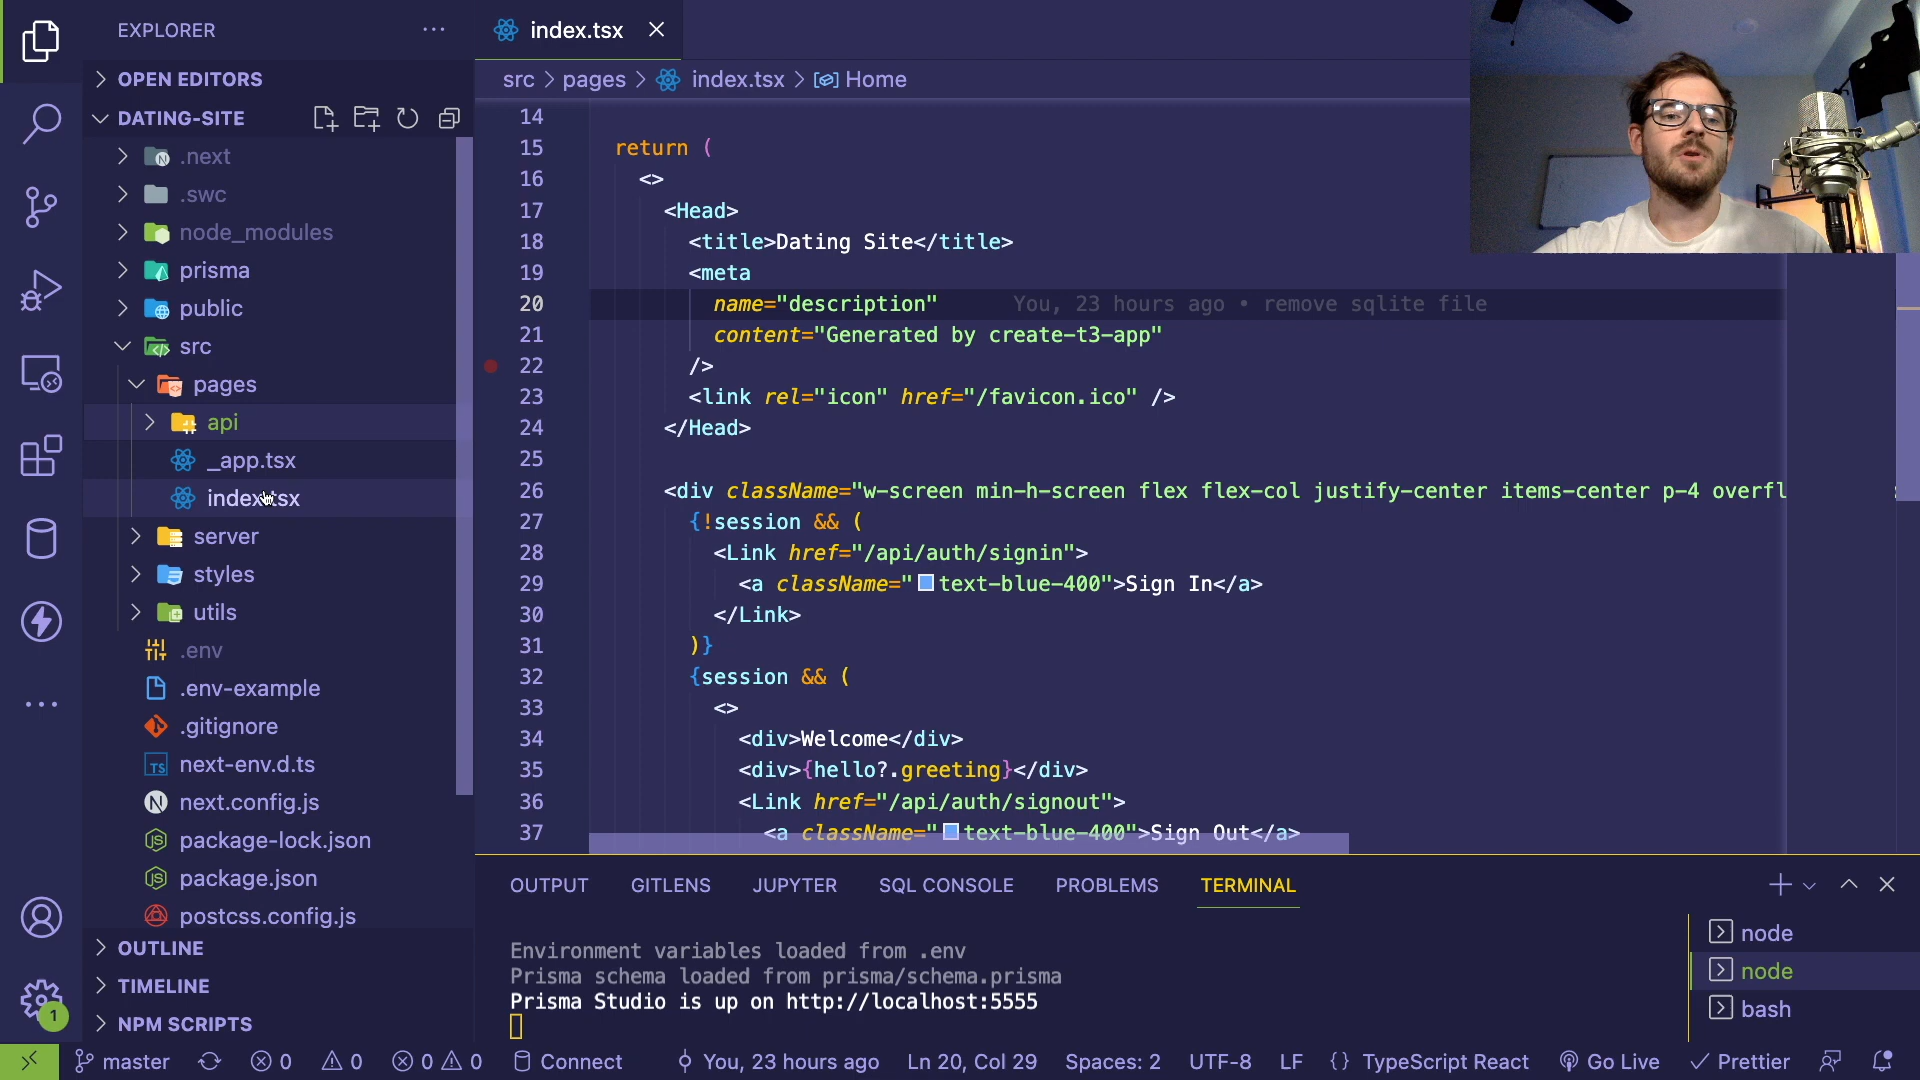 EXPLORER
OPEN EDITORS
DATING-SITE
.next
.swc
node_modules
prisma
public
src
pages
api
_app.tsx
index.tsx
server
styles
utils
.env
.env-example
.gitignore
TS next-env.d.ts
N next.config.js
package-lock.json
package.json
postcss.config.js
OUTLINE
TIMELINE
NPM SCRIPTS
index.tsx
src > pages > index.tsx > Home
14
15 return (
16 <>
17 <Head>
18 <title>Dating Site</title>
19 <meta
20 name="description" You, 23 hours ago • remove sqlite file
21 content="Generated by create-t3-app"
22 />
23 <link rel="icon" href="/favicon.ico" />
24 </Head>
25
26 <div className="w-screen min-h-screen flex flex-col justify-center items-center p-4 overfl
27 {!session && (
28 <Link href="/api/auth/signin">
29 <a className="text-blue-400">Sign In</a>
30 </Link>
31 )}
32 {session && (
33 <>
34 <div>Welcome</div>
35 <div>{hello?.greeting}</div>
36 <Link href="/api/auth/signout">
37 <a className="text-blue-400">Sign Out</a>
OUTPUT GITLENS JUPYTER SQL CONSOLE PROBLEMS TERMINAL
Environment variables loaded from .env
Prisma schema loaded from prisma/schema.prisma
Prisma Studio is up on http://localhost:5555
node
node
bash
1
master 0 0 0 0 Connect You, 23 hours ago Ln 20, Col 29 Spaces: 2 UTF-8 LF {} TypeScript React Go Live Prettier